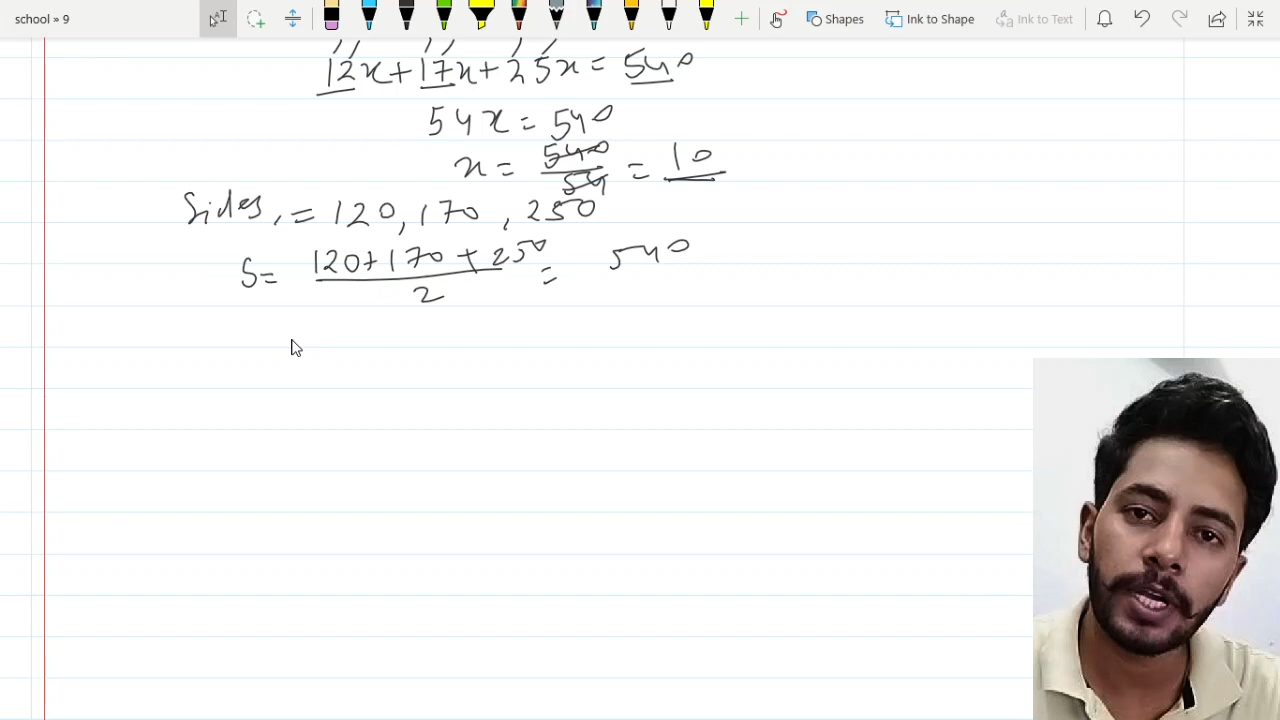 school » 9
Shapes
Ink to Shape
Ink to Text
12x+17x+25x=540
54x=540
x= 540/54 = 10
Sides, = 120, 170, 250
S= 120+170+250/2 = 540